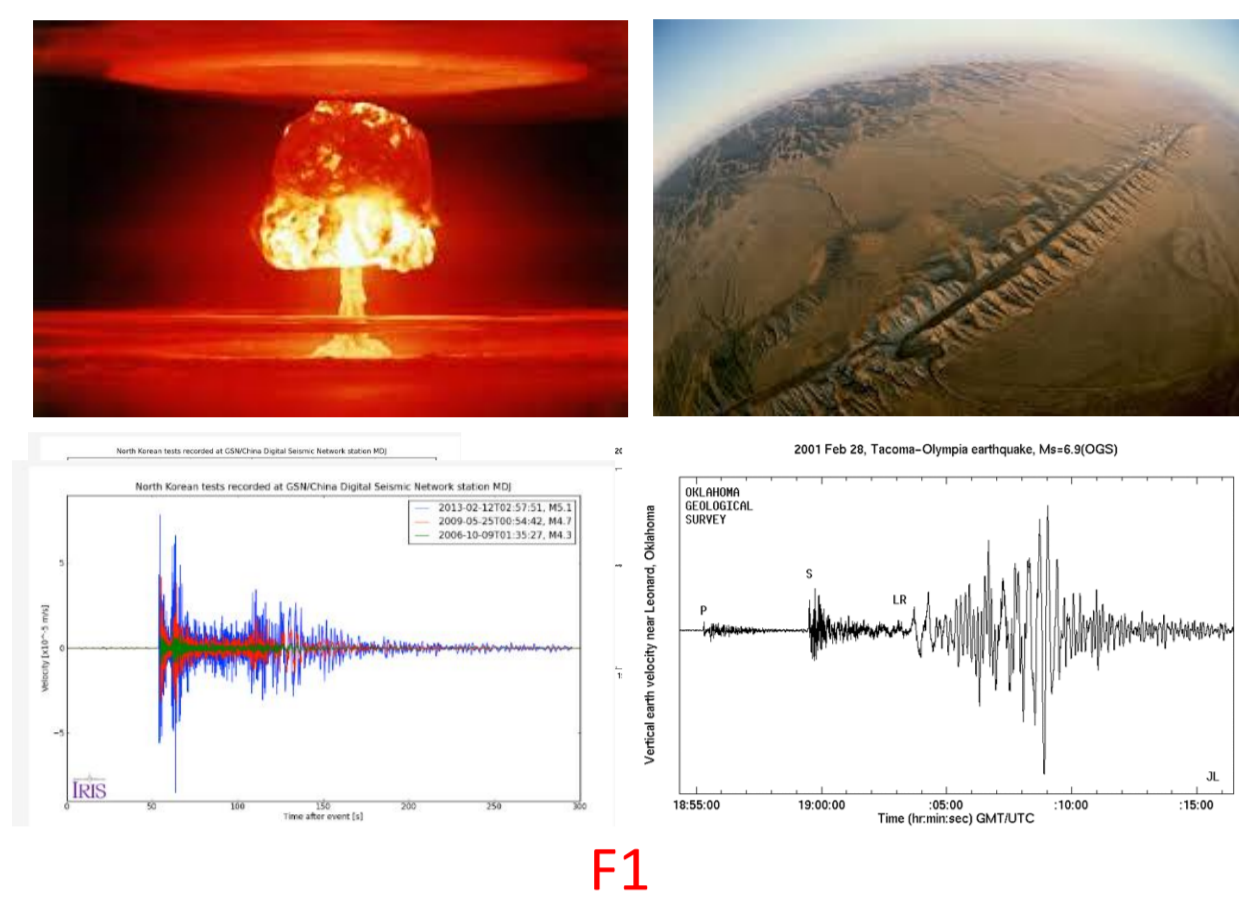 North Korean tests recorded at GSN/China Digital Seismic Network station MDJ
20
North Korean tests recorded at GSN/China Digital Seismic Network station MDJ
2013-02-12T02:57:51, M5.1
2009-05-25T00:54:42, M4.7
2006-10-09T01:35:27, M4.3
5
0
−5
Velocity [x10^-5 m/s]
IRIS
0 50 100 150 200 250 300
Time after event [s]
2001 Feb 28, Tacoma-Olympia earthquake, Ms=6.9(OGS)
OKLAHOMA
GEOLOGICAL
SURVEY
P
S
LR
JL
Vertical earth velocity near Leonard, Oklahoma
18:55:00 19:00:00 :05:00 :10:00 :15:00
Time (hr:min:sec) GMT/UTC
F1